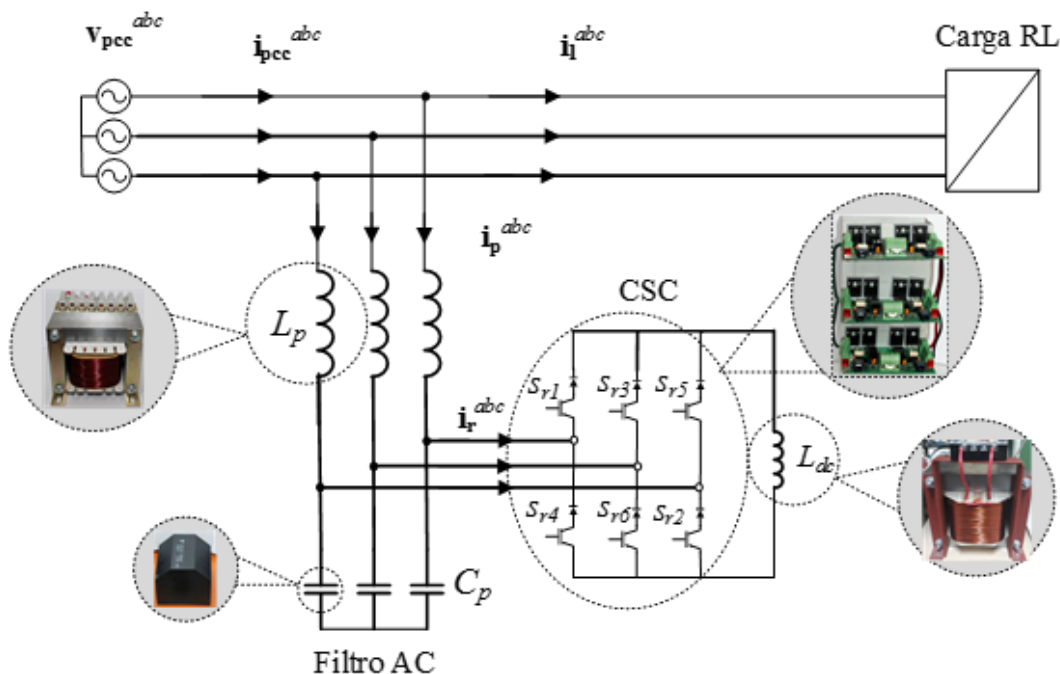 v_pcc^abc
i_pcc^abc
i_l^abc
Carga RL
i_p^abc
CSC
L_p
S_r1
S_r3
S_r5
i_r^abc
L_dc
S_r4
S_r6
S_r2
C_p
Filtro AC